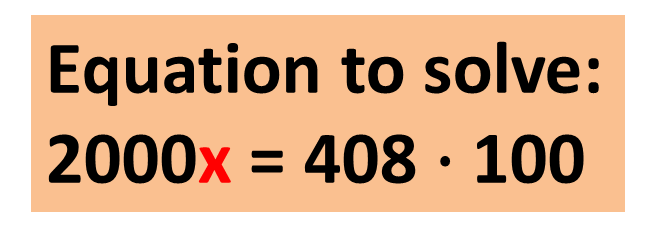 Equation to solve:
2000x = 408 · 100